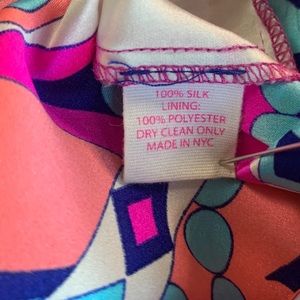 100% SILK
LINING:
100% POLYESTER
DRY CLEAN ONLY
MADE IN NYC